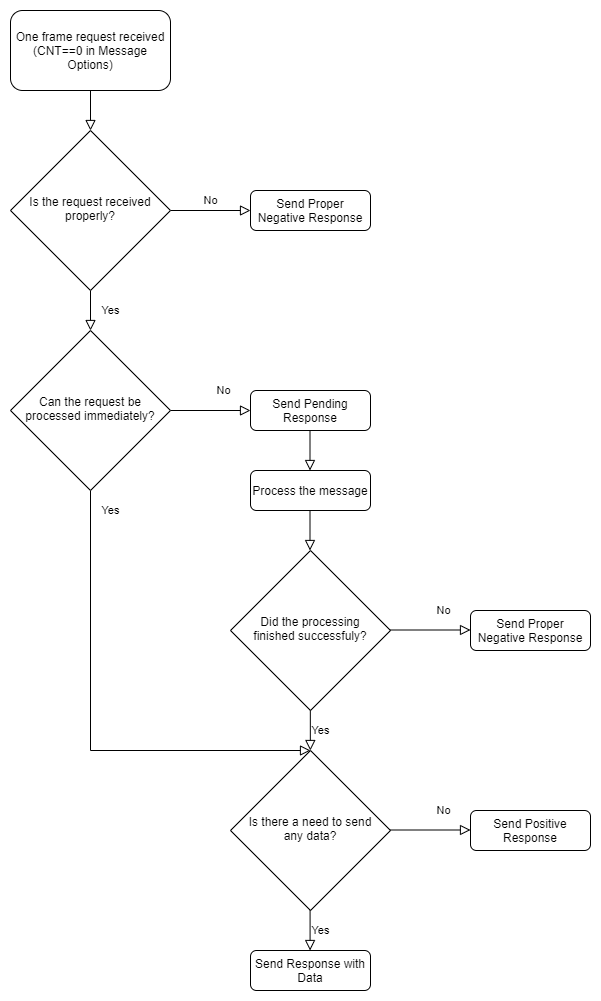 One frame request received
(CNT==0 in Message
Options)
Is the request received
properly?
No
Send Proper
Negative Response
Yes
Can the request be
processed immediately?
No
Send Pending
Response
Process the message
Yes
Did the processing
finished successfuly?
No
Send Proper
Negative Response
Yes
Is there a need to send
any data?
No
Send Positive
Response
Yes
Send Response with
Data